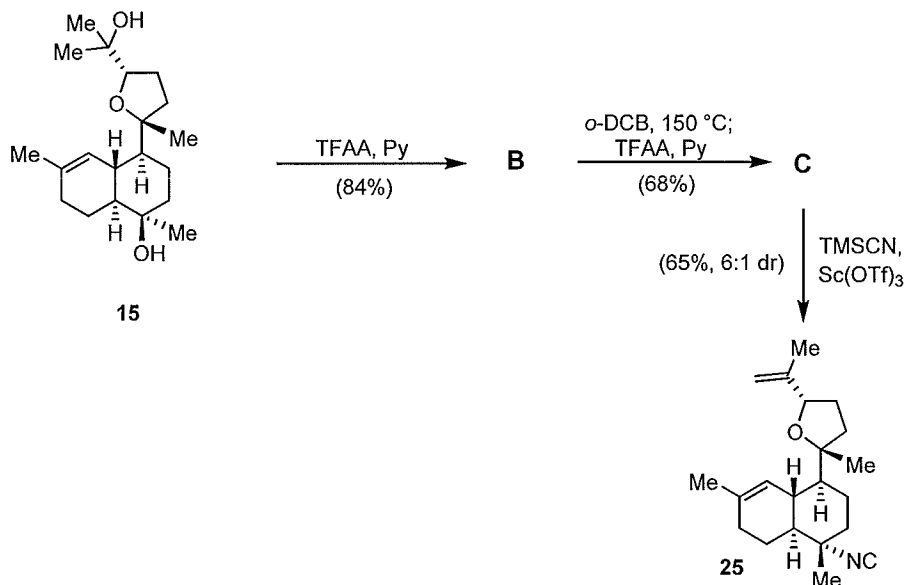 Me OH
Me
O
Me
Me
H
H
H
Me
OH
15
TFAA, Py
(84%)
B
o-DCB, 150 °C;
TFAA, Py
(68%)
C
(65%, 6:1 dr)
TMSCN,
Sc(OTf)3
Me
O
Me
Me
H
H
H
NC
Me
25